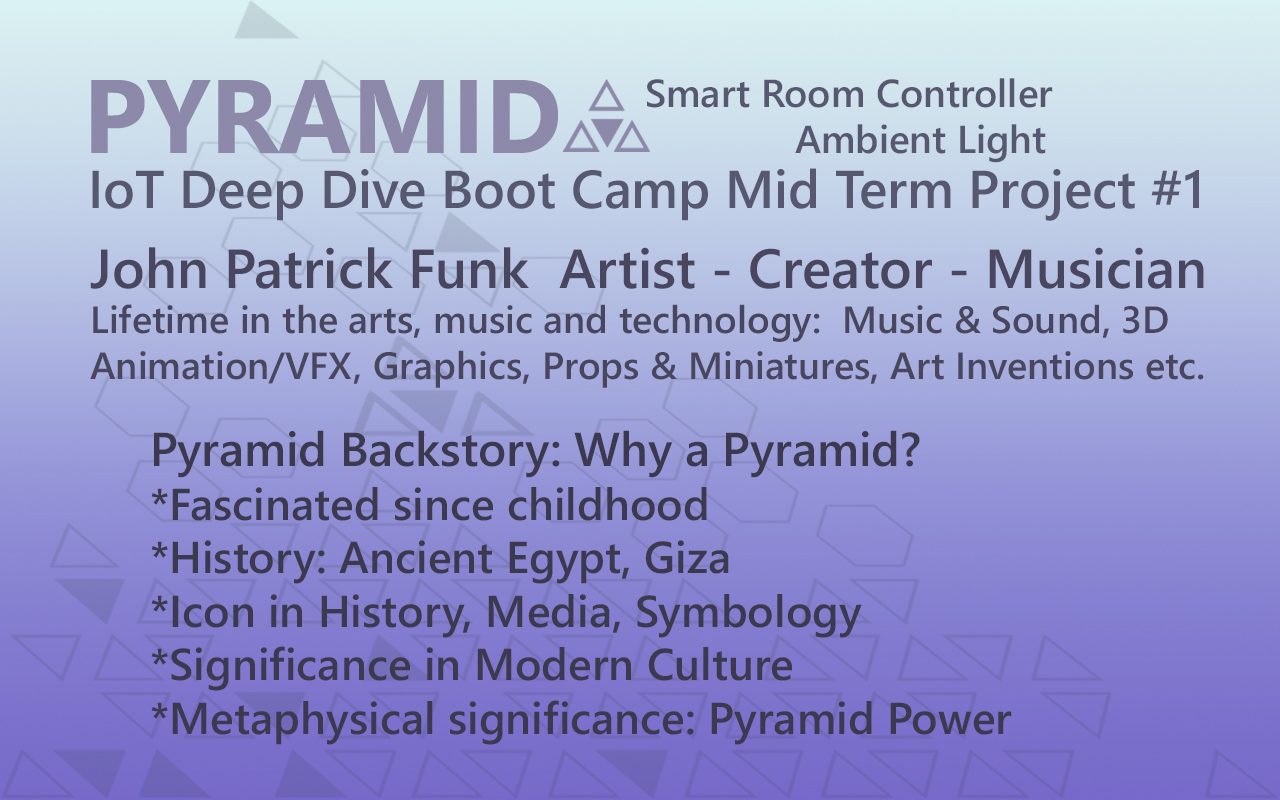 PYRAMID Smart Room Controller
Ambient Light
IoT Deep Dive Boot Camp Mid Term Project #1
John Patrick Funk  Artist - Creator - Musician
Lifetime in the arts, music and technology:  Music & Sound, 3D
Animation/VFX, Graphics, Props & Miniatures, Art Inventions etc.
Pyramid Backstory: Why a Pyramid?
*Fascinated since childhood
*History: Ancient Egypt, Giza
*Icon in History, Media, Symbology
*Significance in Modern Culture
*Metaphysical significance: Pyramid Power